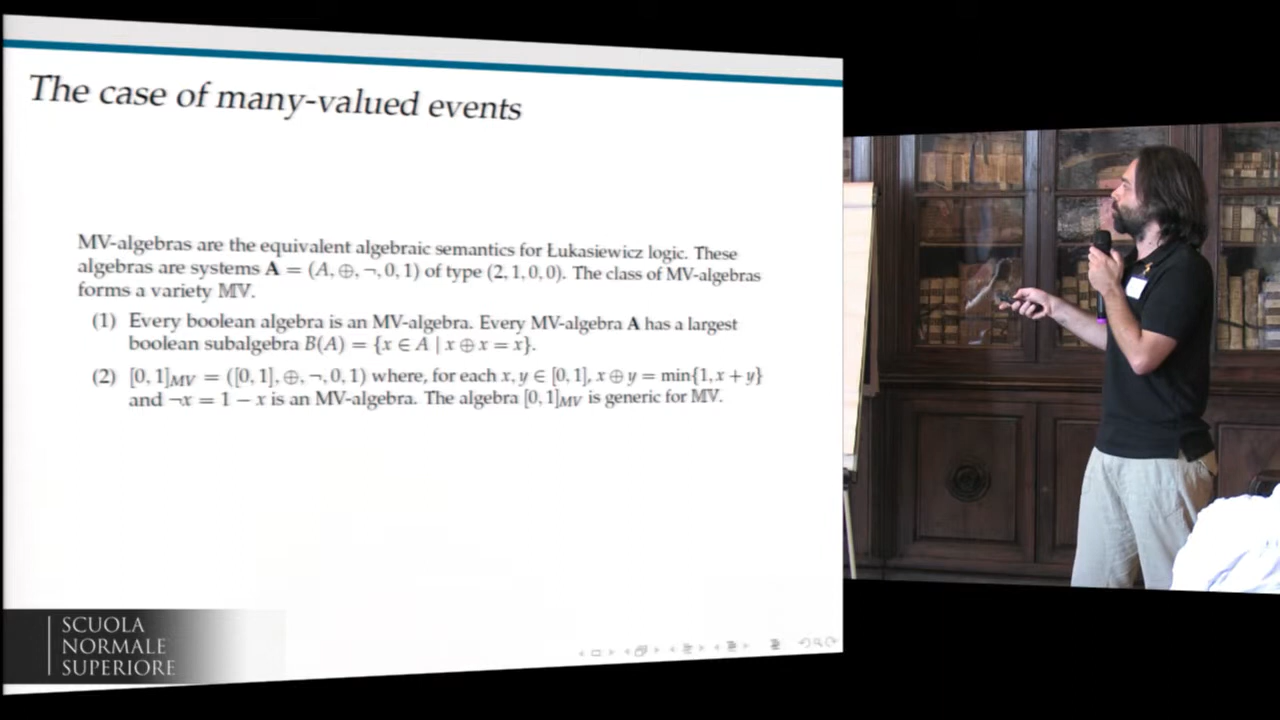 The case of many-valued events
MV-algebras are the equivalent algebraic semantics for Łukasiewicz logic. These
algebras are systems A = (A, ⊕, ¬, 0, 1) of type (2, 1, 0, 0). The class of MV-algebras
forms a variety 𝕄𝕍.
(1) Every boolean algebra is an MV-algebra. Every MV-algebra A has a largest
boolean subalgebra B(A) = {x ∈ A | x ⊕ x = x}.
(2) [0, 1]MV = ([0, 1], ⊕, ¬, 0, 1) where, for each x, y ∈ [0, 1], x ⊕ y = min{1, x + y}
and ¬x = 1 − x is an MV-algebra. The algebra [0, 1]MV is generic for 𝕄𝕍.
SCUOLA
NORMALE
SUPERIORE